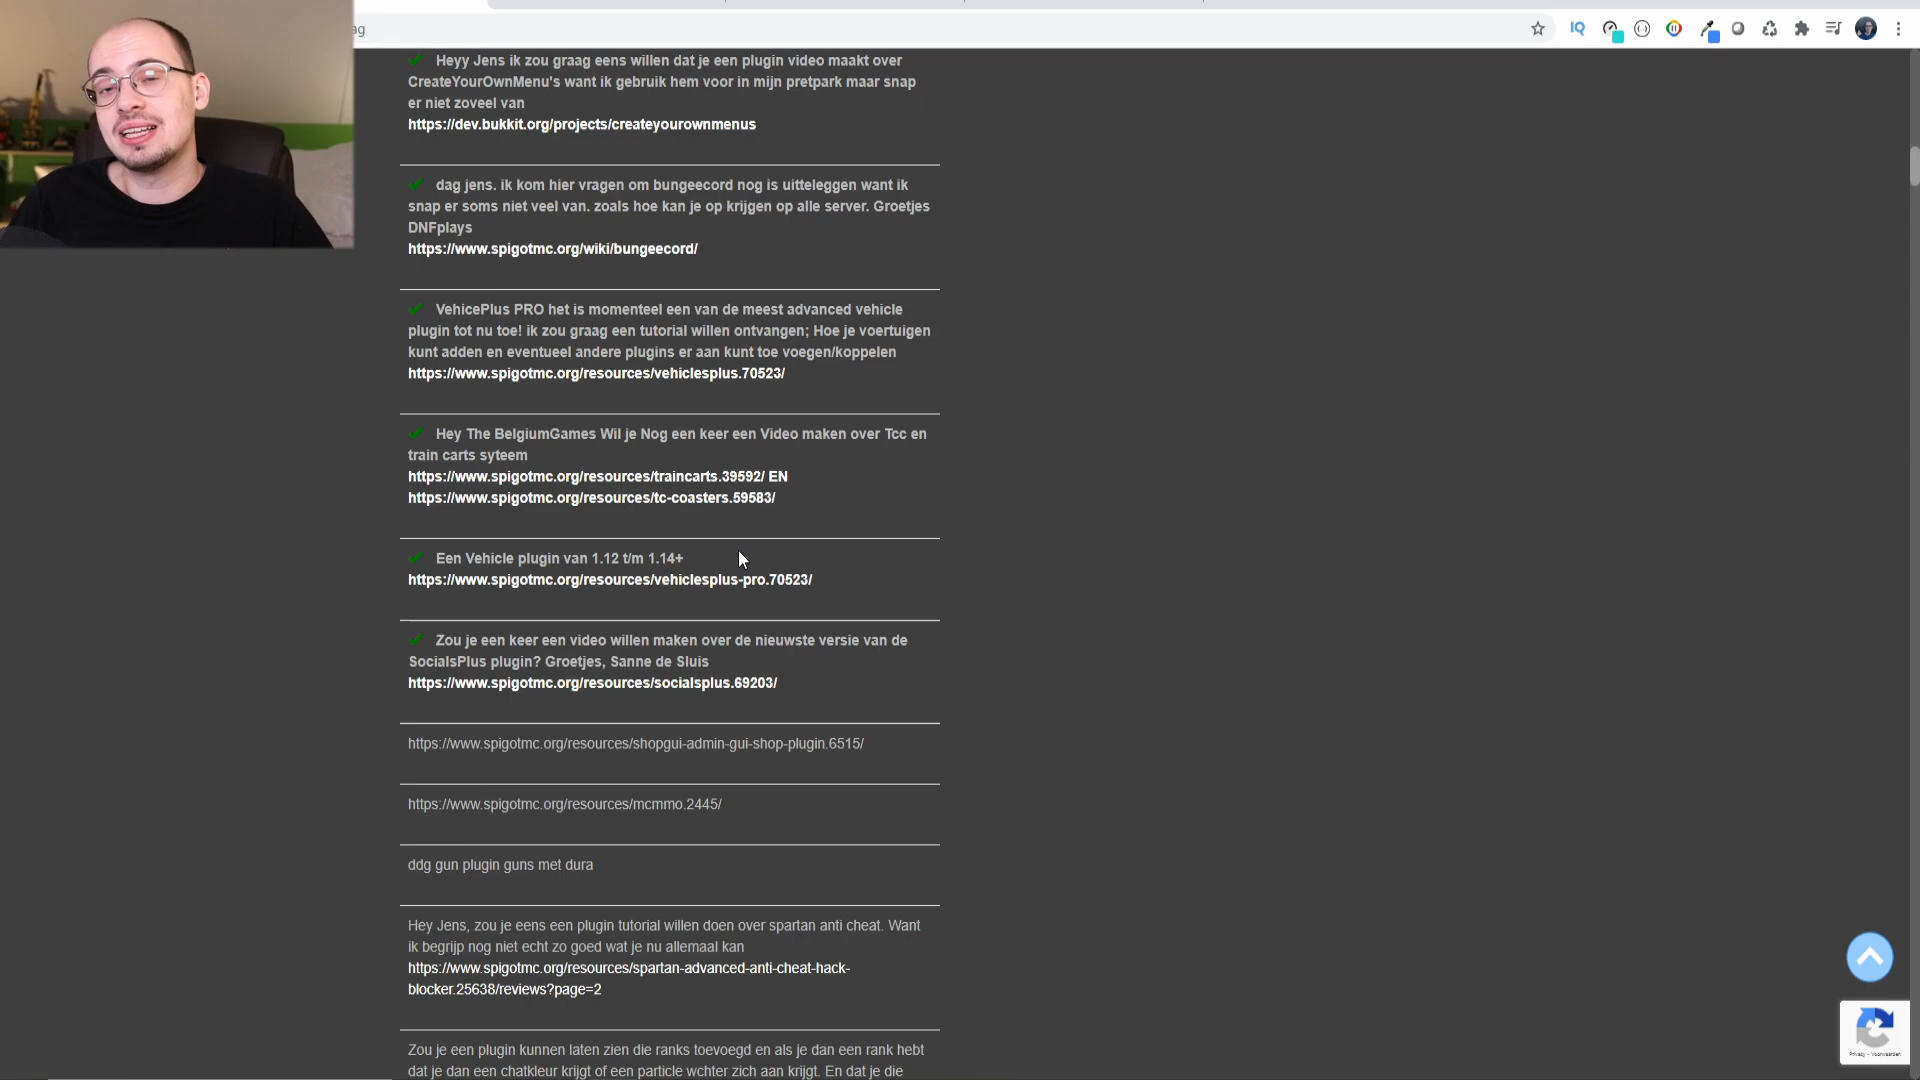 ag
IQ
Heyy Jens ik zou graag eens willen dat je een plugin video maakt over
CreateYourOwnMenu's want ik gebruik hem voor in mijn pretpark maar snap
er niet zoveel van
https://dev.bukkit.org/projects/createyourownmenus
dag jens. ik kom hier vragen om bungeecord nog is uitteleggen want ik
snap er soms niet veel van. zoals hoe kan je op krijgen op alle server. Groetjes
DNFplays
https://www.spigotmc.org/wiki/bungeecord/
VehicePlus PRO het is momenteel een van de meest advanced vehicle
plugin tot nu toe! ik zou graag een tutorial willen ontvangen; Hoe je voertuigen
kunt adden en eventueel andere plugins er aan kunt toe voegen/koppelen
https://www.spigotmc.org/resources/vehiclesplus.70523/
Hey The BelgiumGames Wil je Nog een keer een Video maken over Tcc en
train carts syteem
https://www.spigotmc.org/resources/traincarts.39592/ EN
https://www.spigotmc.org/resources/tc-coasters.59583/
Een Vehicle plugin van 1.12 t/m 1.14+
https://www.spigotmc.org/resources/vehiclesplus-pro.70523/
Zou je een keer een video willen maken over de nieuwste versie van de
SocialsPlus plugin? Groetjes, Sanne de Sluis
https://www.spigotmc.org/resources/socialsplus.69203/
https://www.spigotmc.org/resources/shopgui-admin-gui-shop-plugin.6515/
https://www.spigotmc.org/resources/mcmmo.2445/
ddg gun plugin guns met dura
Hey Jens, zou je eens een plugin tutorial willen doen over spartan anti cheat. Want
ik begrijp nog niet echt zo goed wat je nu allemaal kan
https://www.spigotmc.org/resources/spartan-advanced-anti-cheat-hack-
blocker.25638/reviews?page=2
Zou je een plugin kunnen laten zien die ranks toevoegd en als je dan een rank hebt
dat je dan een chatkleur krijgt of een particle wchter zich aan krijgt. En dat je die
Privacy - Voorwaarden